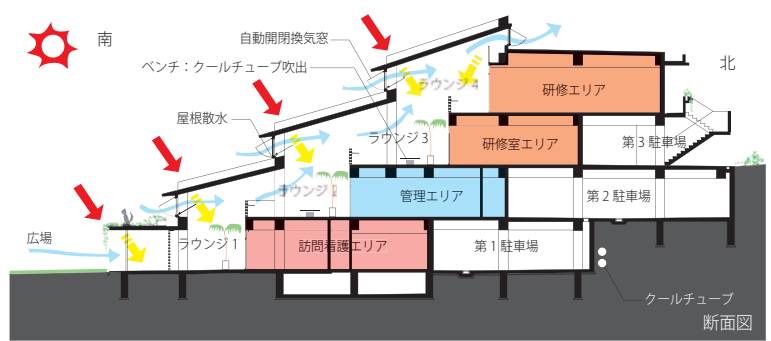 南
自動開閉換気窓
ベンチ：クールチューブ吹出
北
ラウンジ 4
研修エリア
屋根散水
ラウンジ 3
研修室エリア
第 3 駐車場
ラウンジ 2
管理エリア
第 2 駐車場
広場
ラウンジ 1
訪問看護エリア
第 1 駐車場
クールチューブ
断面図